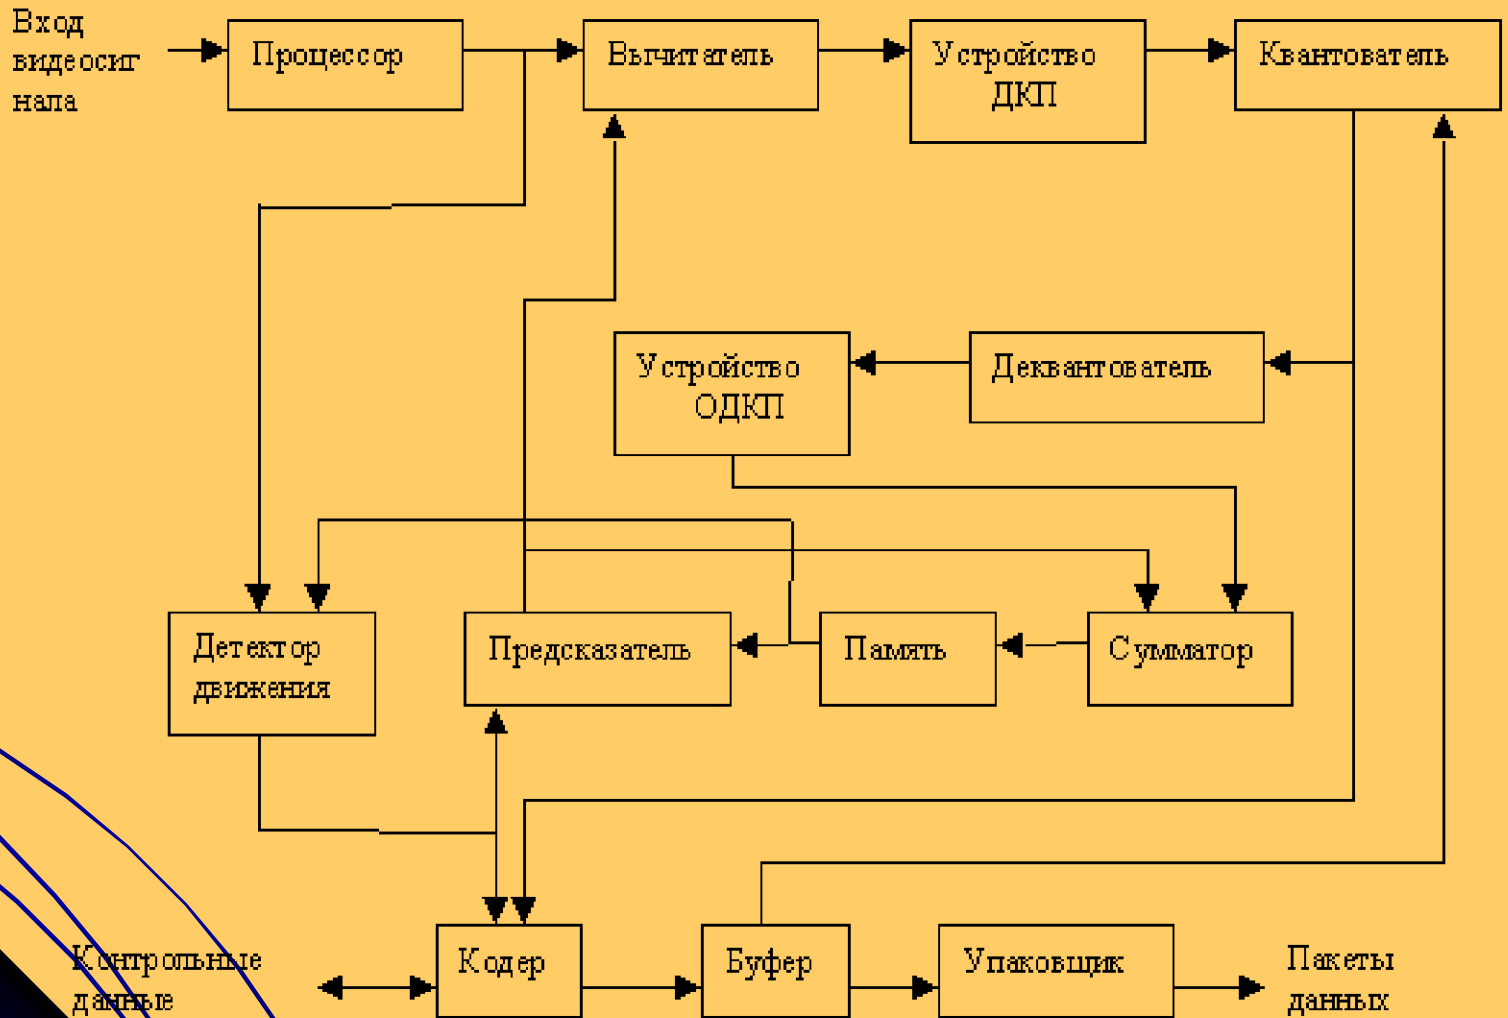 Вход
видеосиг
нала
Процессор
Вычитатель
Устройство
ДКП
Квантователь
Устройство
ОДКП
Деквантователь
Детектор
движения
Предсказатель
Память
Сумматор
Контрольные
данные
Кодер
Буфер
Упаковщик
Пакеты
данных